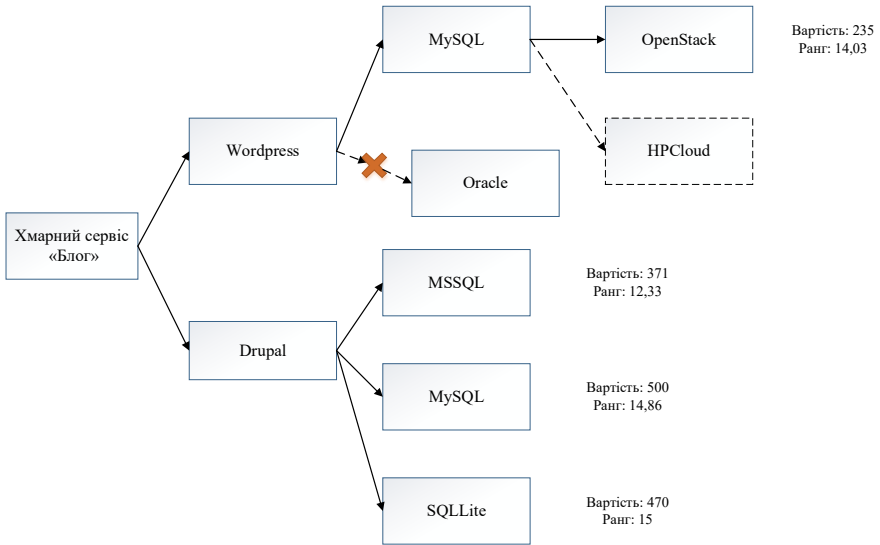 MySQL
OpenStack
Вартість: 235
Ранг: 14,03
Wordpress
HPCloud
Oracle
Хмарний сервіс
«Блог»
MSSQL
Вартість: 371
Ранг: 12,33
Drupal
MySQL
Вартість: 500
Ранг: 14,86
SQLLite
Вартість: 470
Ранг: 15